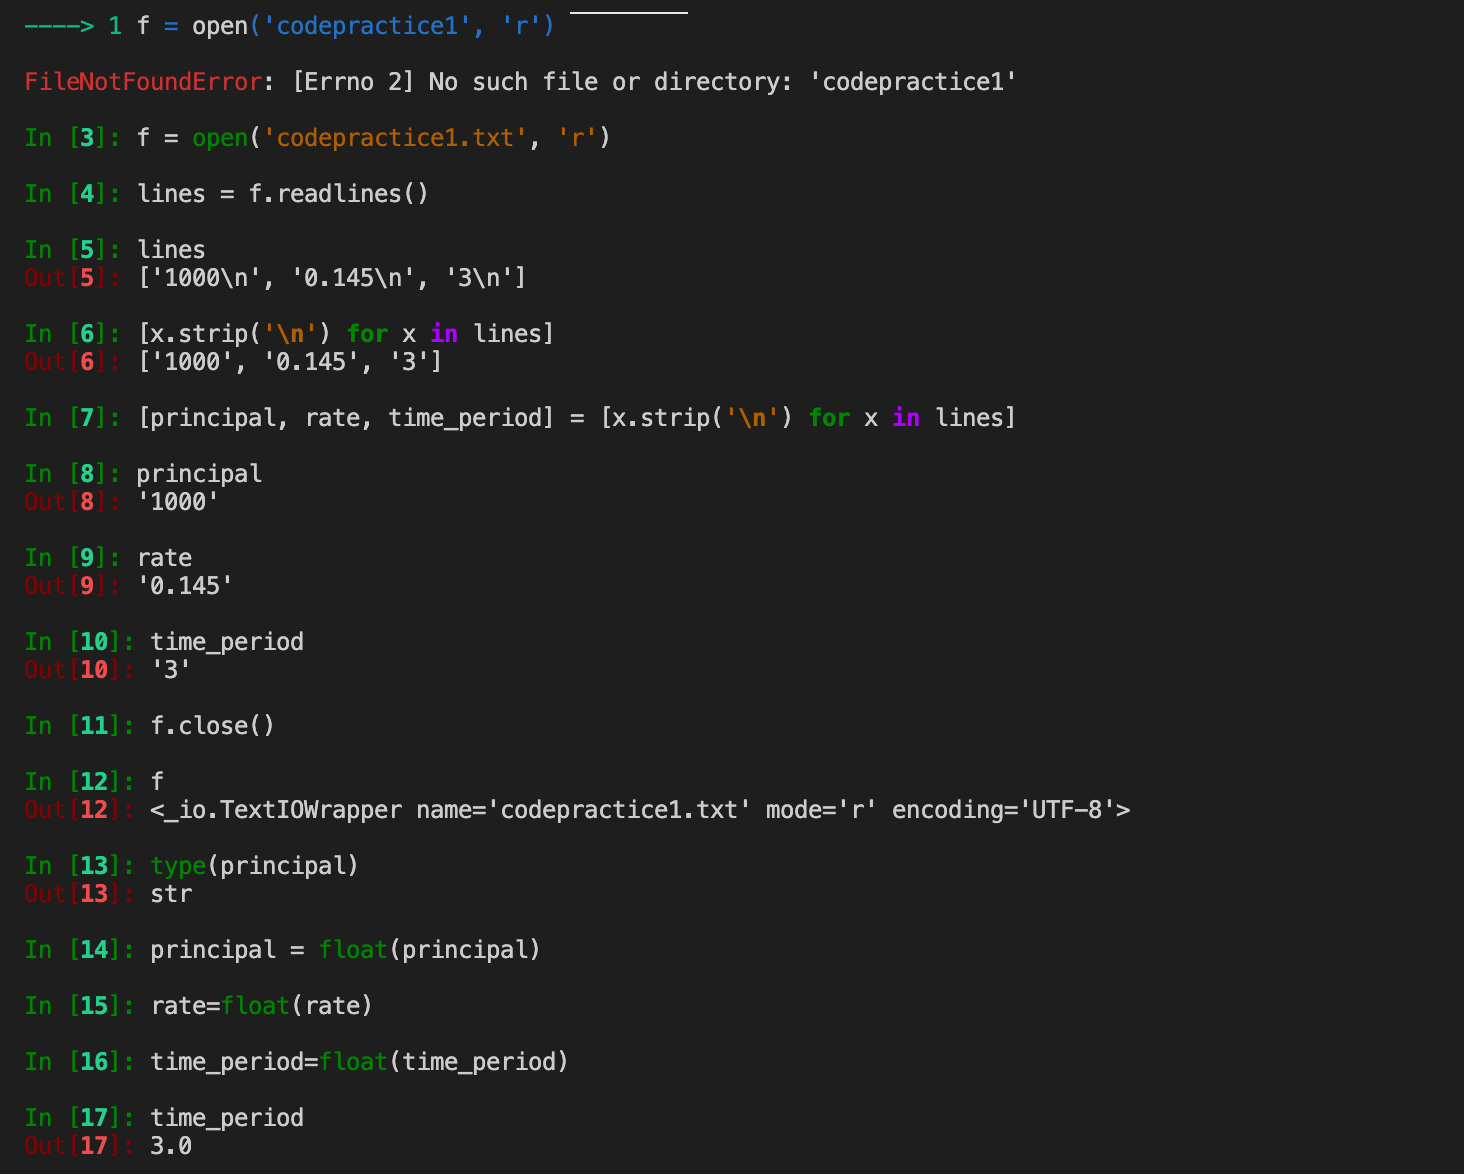 ----> 1 f = open('codepractice1', 'r')
FileNotFoundError: [Errno 2] No such file or directory: 'codepractice1'
In [3]: f = open('codepractice1.txt', 'r')
In [4]: lines = f.readlines()
In [5]: lines
Out[5]: ['1000\n', '0.145\n', '3\n']
In [6]: [x.strip('\n') for x in lines]
Out[6]: ['1000', '0.145', '3']
In [7]: [principal, rate, time_period] = [x.strip('\n') for x in lines]
In [8]: principal
Out[8]: '1000'
In [9]: rate
Out[9]: '0.145'
In [10]: time_period
Out[10]: '3'
In [11]: f.close()
In [12]: f
Out[12]: <_io.TextIOWrapper name='codepractice1.txt' mode='r' encoding='UTF-8'>
In [13]: type(principal)
Out[13]: str
In [14]: principal = float(principal)
In [15]: rate=float(rate)
In [16]: time_period=float(time_period)
In [17]: time_period
Out[17]: 3.0